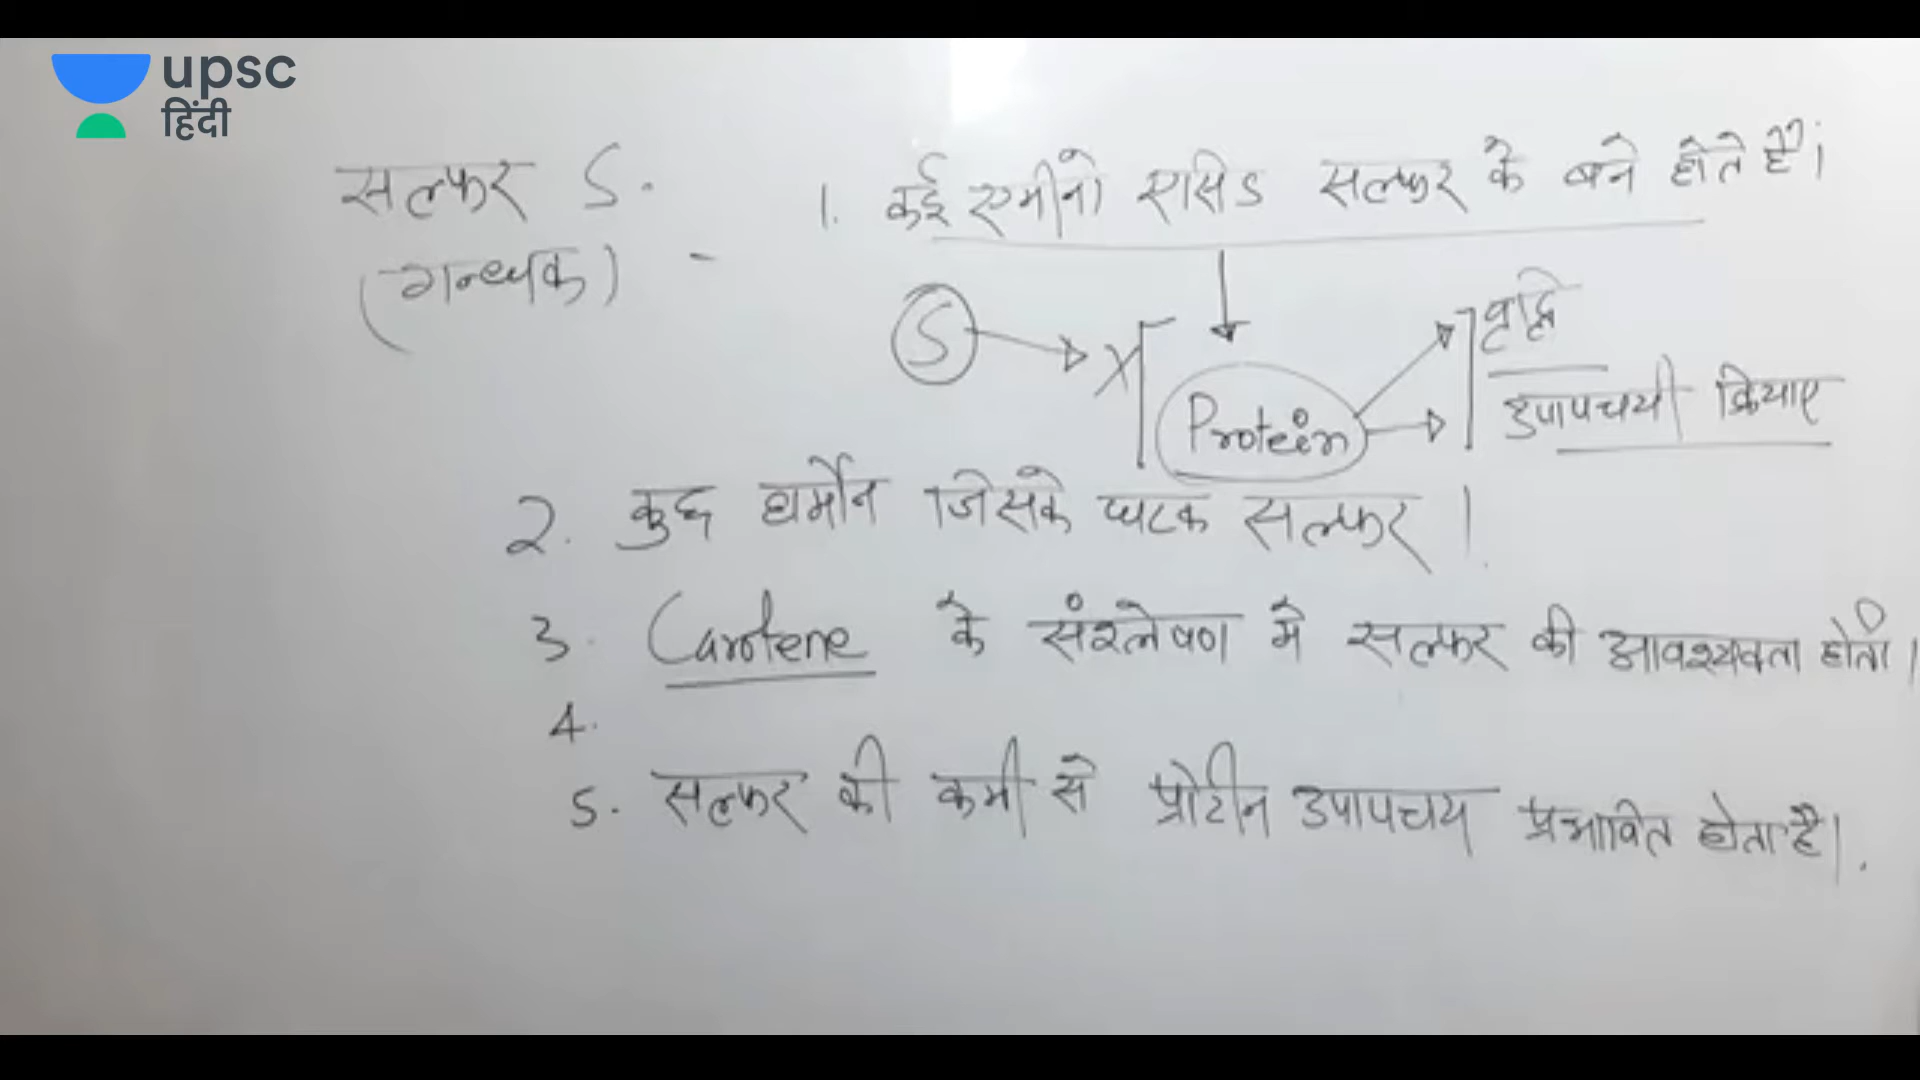 upsc
हिंदी
सल्फर S.
(गन्धक) -
1. कई एमीनो एसिड सल्फर के बने होते हैं।
S
X
Protein
वृद्धि
उपापचयी क्रियाए
2. कुछ हार्मोन जिसके घटक सल्फर।
3. Carotene के संश्लेषण मे सल्फर की आवश्यकता होती।
4.
5. सल्फर की कमी से प्रोटीन उपापचय प्रभावित होता है।